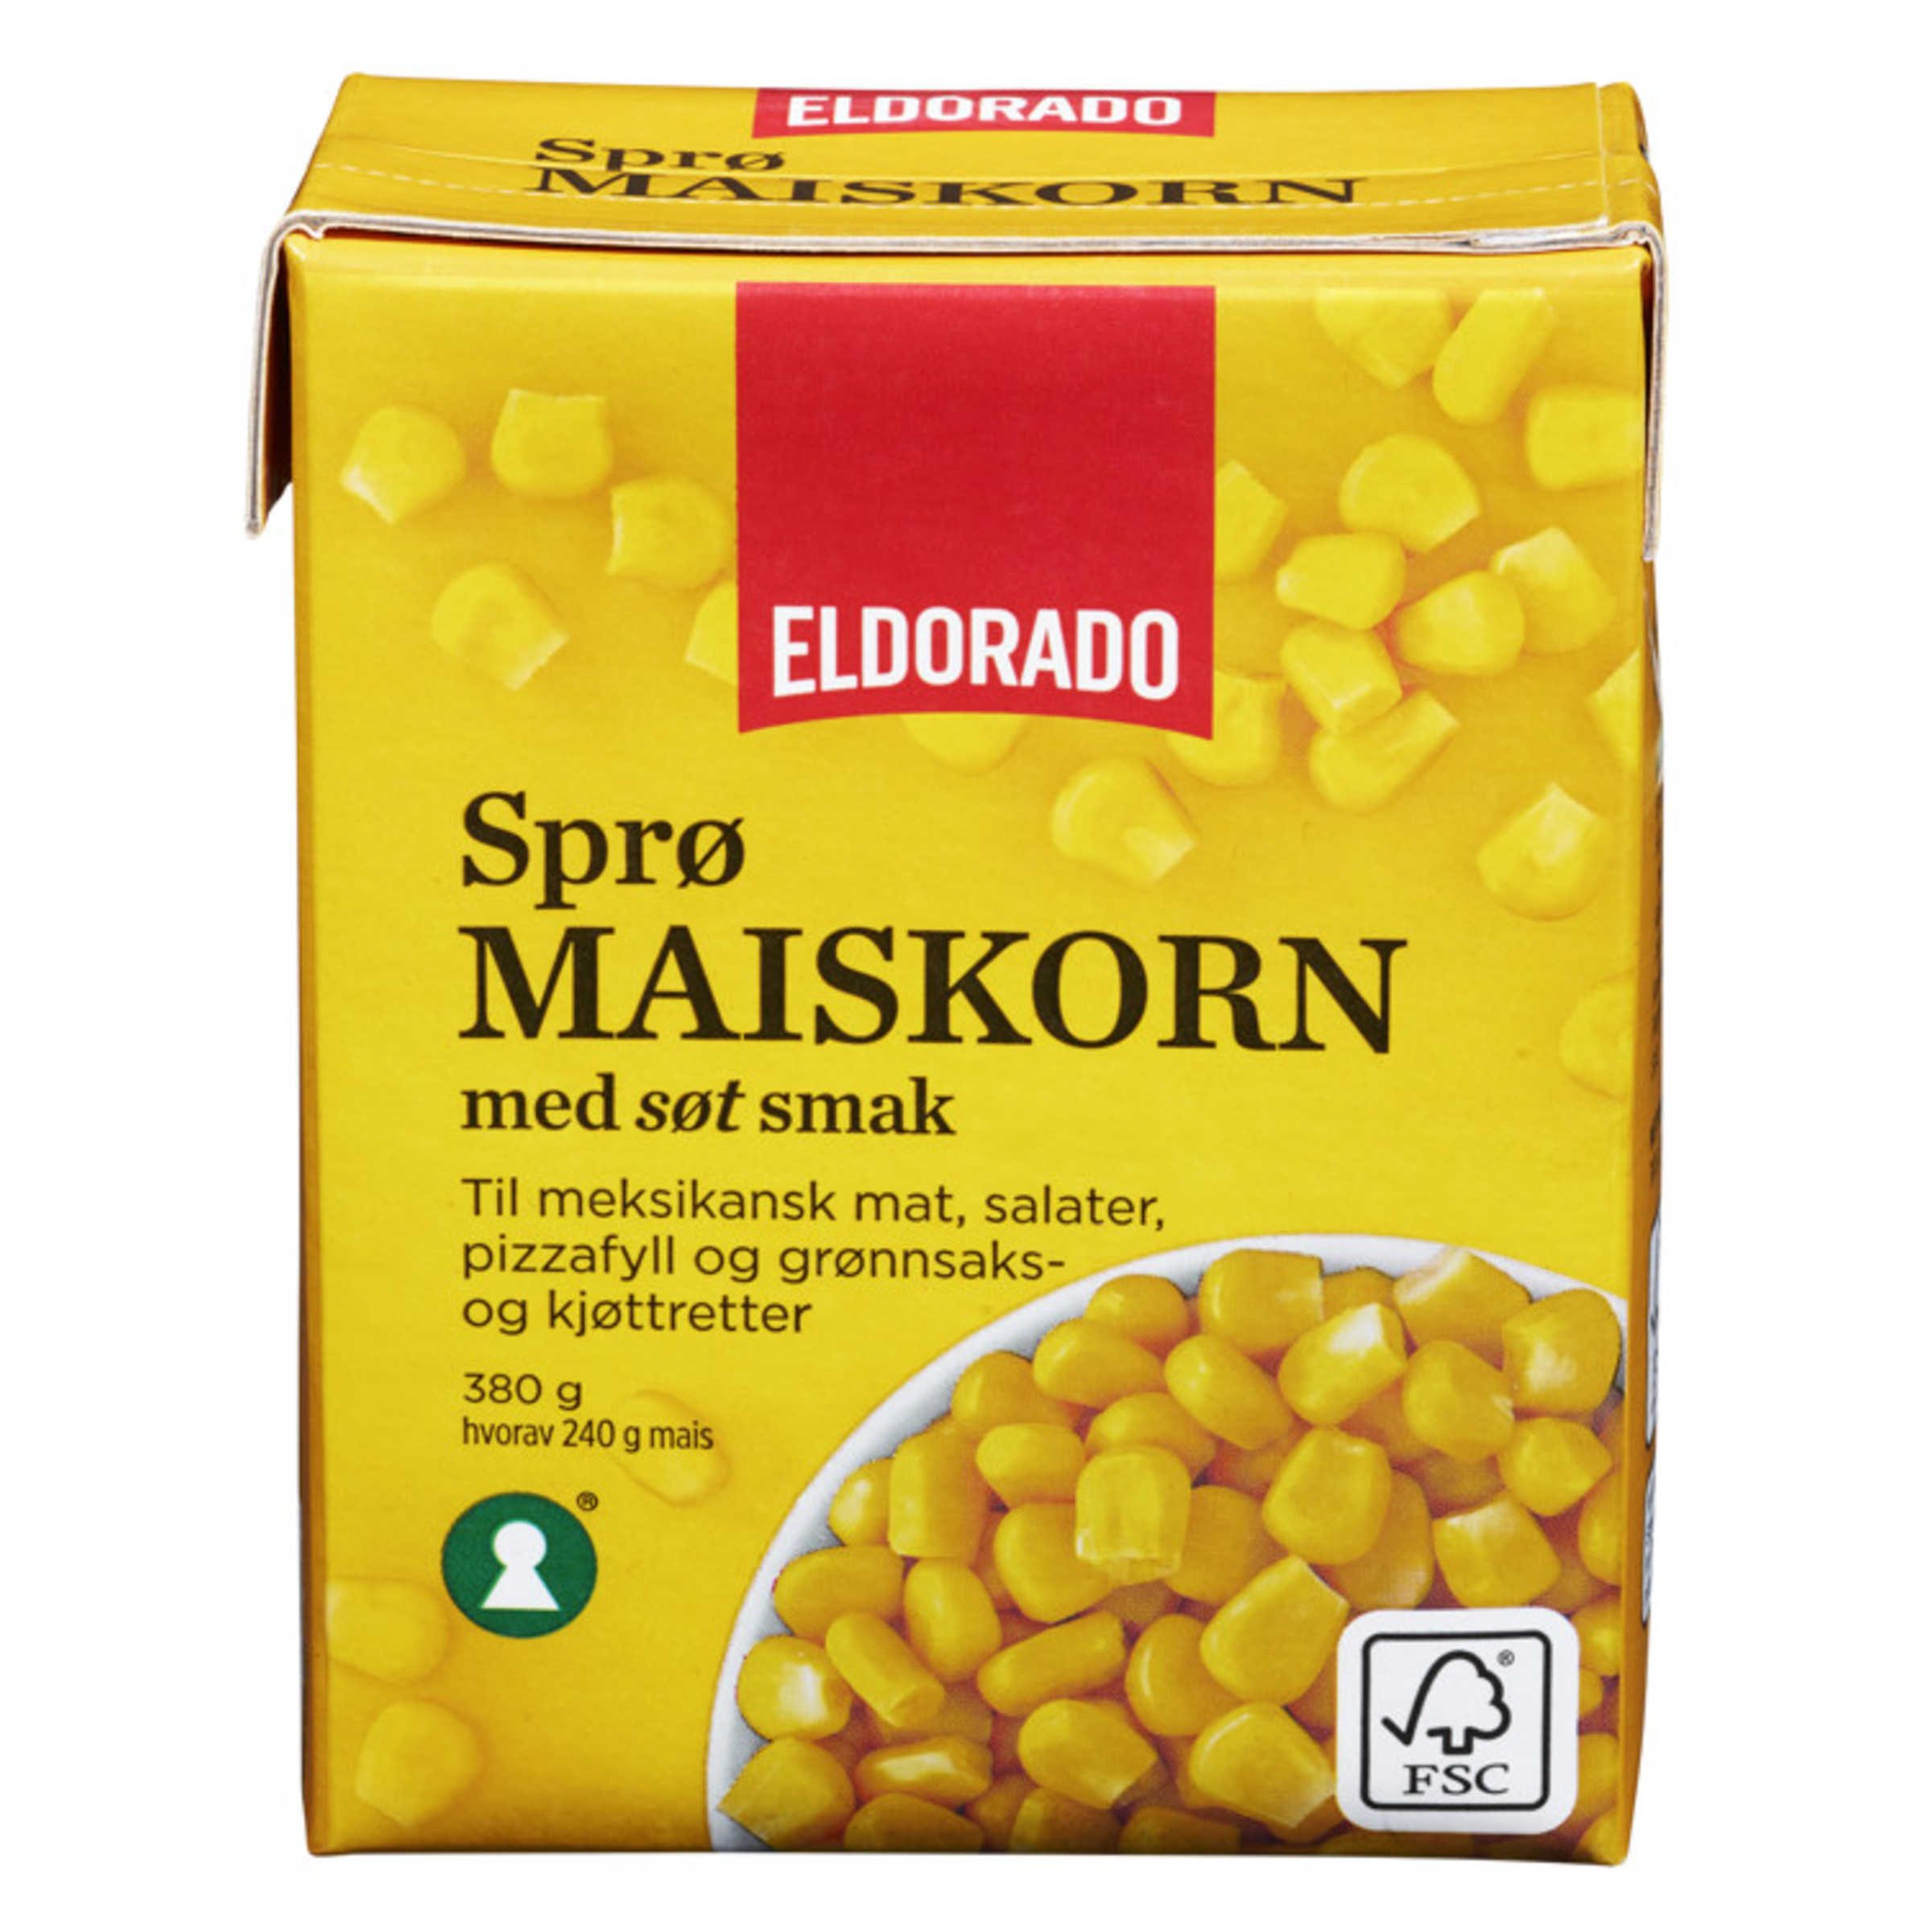 ELDORADO
Sprø
MAISKORN
ELDORADO
Sprø
MAISKORN
med søt smak
Til meksikansk mat, salater,
pizzafyll og grønnsaks-
og kjøttretter
380 g
hvorav 240 g mais
®
®
FSC